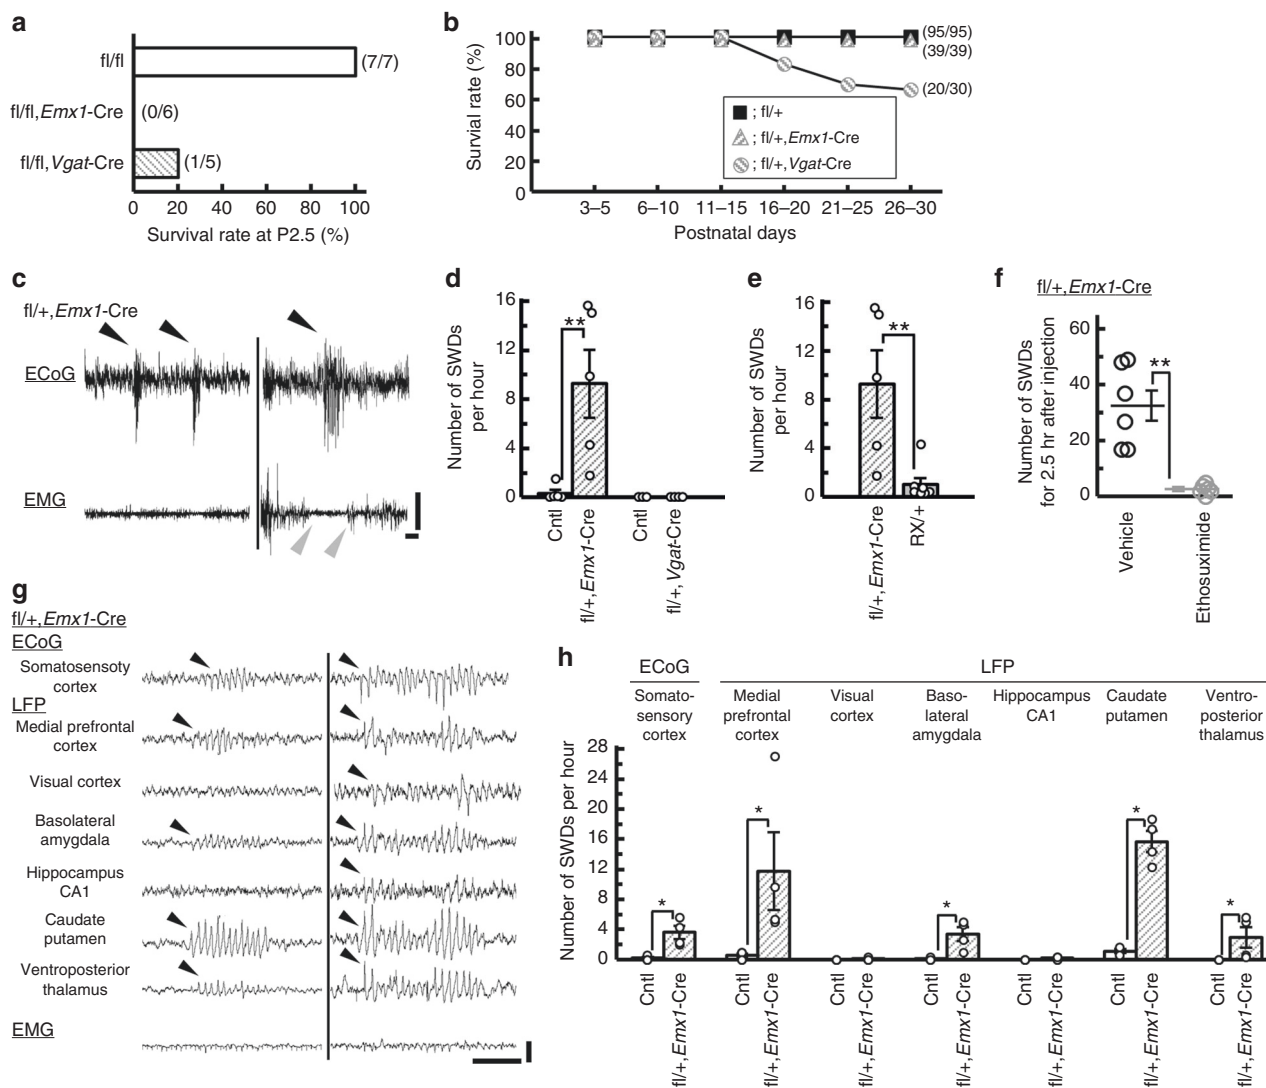 a
fl/fl
(7/7)
fl/fl,Emx1-Cre
(0/6)
fl/fl,Vgat-Cre
(1/5)
0 20 40 60 80 100
Survival rate at P2.5 (%)
b
100
80
60
40
20
0
Survial rate (%)
(95/95)
(39/39)
(20/30)
; fl/+
; fl/+,Emx1-Cre
; fl/+,Vgat-Cre
3–5 6–10 11–15 16–20 21–25 26–30
Postnatal days
c
fl/+,Emx1-Cre
ECoG
EMG
d
16
12
8
4
0
Number of SWDs
per hour
**
Cntl
fl/+,Emx1-Cre
Cntl
fl/+,Vgat-Cre
e
16
12
8
4
0
Number of SWDs
per hour
**
fl/+,Emx1-Cre
RX/+
f
fl/+,Emx1-Cre
60
40
20
0
Number of SWDs
for 2.5 hr after injection
**
Vehicle
Ethosuximide
g
fl/+,Emx1-Cre
ECoG
Somatosensoty
cortex
LFP
Medial prefrontal
cortex
Visual cortex
Basolateral
amygdala
Hippocampus
CA1
Caudate
putamen
Ventroposterior
thalamus
EMG
h
ECoG
LFP
Somato-
sensory
cortex
Medial
prefrontal
cortex
Visual
cortex
Baso-
lateral
amygdala
Hippocampus
CA1
Caudate
putamen
Ventro-
posterior
thalamus
28
24
20
16
12
8
4
0
Number of SWDs per hour
*
*
*
*
*
Cntl
fl/+,Emx1-Cre
Cntl
fl/+,Emx1-Cre
Cntl
fl/+,Emx1-Cre
Cntl
fl/+,Emx1-Cre
Cntl
fl/+,Emx1-Cre
Cntl
fl/+,Emx1-Cre
Cntl
fl/+,Emx1-Cre